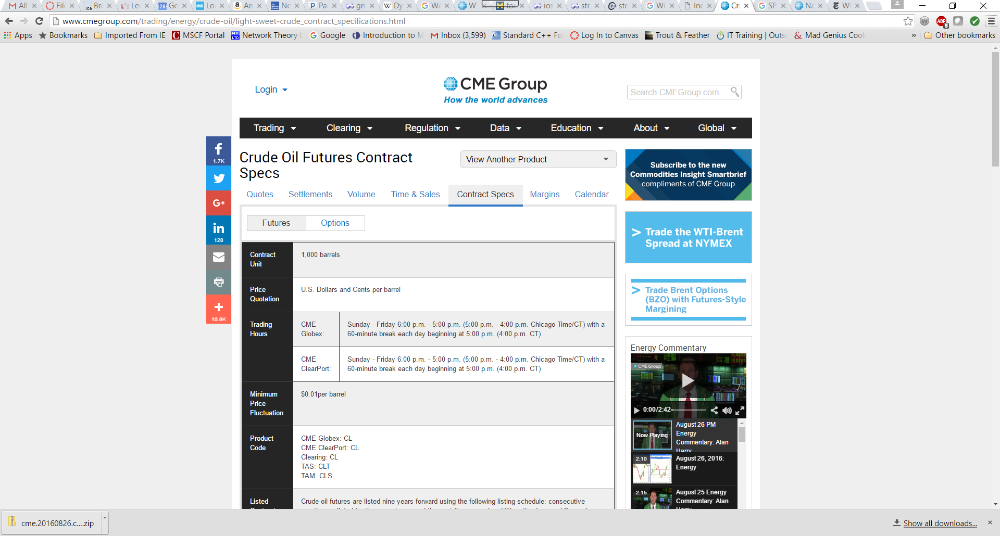 All
File
ice Bre
Lee
28 Go
Lo
a An
Ne
P Pa
gn
W Dy
G W/
W
for
ios
str
sto
G Wi
Inc
Cr
G SP
Na
WI
www.cmegroup.com/trading/energy/crude-oil/light-sweet-crude_contract_specifications.html
W
ABP
5
Apps
Bookmarks
Imported From IE
MSCF Portal
Network Theory L
Google
Introduction to M
Inbox (3,599)
Standard C++ Fo
Log In to Canvas
Trout & Feather
IT Training | Outs
Mad Genius Cook
»
Other bookmarks
Login
CME Group
How the world advances
Search CMEGroup.com
Trading
Clearing
Regulation
Data
Education
About
Global
f
1.7K
G+
in
128
+
16.9K
Crude Oil Futures Contract
Specs
View Another Product
Quotes
Settlements
Volume
Time & Sales
Contract Specs
Margins
Calendar
Futures
Options
Contract
Unit
1,000 barrels
Price
Quotation
U.S. Dollars and Cents per barrel
Trading
Hours
CME
Globex:
Sunday - Friday 6:00 p.m. - 5:00 p.m. (5:00 p.m. - 4:00 p.m. Chicago Time/CT) with a
60-minute break each day beginning at 5:00 p.m. (4:00 p.m. CT)
CME
ClearPort:
Sunday - Friday 6:00 p.m. - 5:00 p.m. (5:00 p.m. - 4:00 p.m. Chicago Time/CT) with a
60-minute break each day beginning at 5:00 p.m. (4:00 p.m. CT)
Minimum
Price
Fluctuation
$0.01per barrel
Product
Code
CME Globex: CL
CME ClearPort: CL
Clearing: CL
TAS: CLT
TAM: CLS
Listed
Crude oil futures are listed nine years forward using the following listing schedule: consecutive
Subscribe to the new
Commodities Insight Smartbrief
compliments of CME Group
> Trade the WTI-Brent
Spread at NYMEX
> Trade Brent Options
(BZO) with Futures-Style
Margining
Energy Commentary
CME Group
0:00/2:42
Now Playing
August 26 PM
Energy
Commentary: Alan
Harry
2:10
August 26, 2016:
Energy
2:15
August 25 Energy
Commentary: Alan
Harry
cme.20160826.c....zip
Show all downloads...